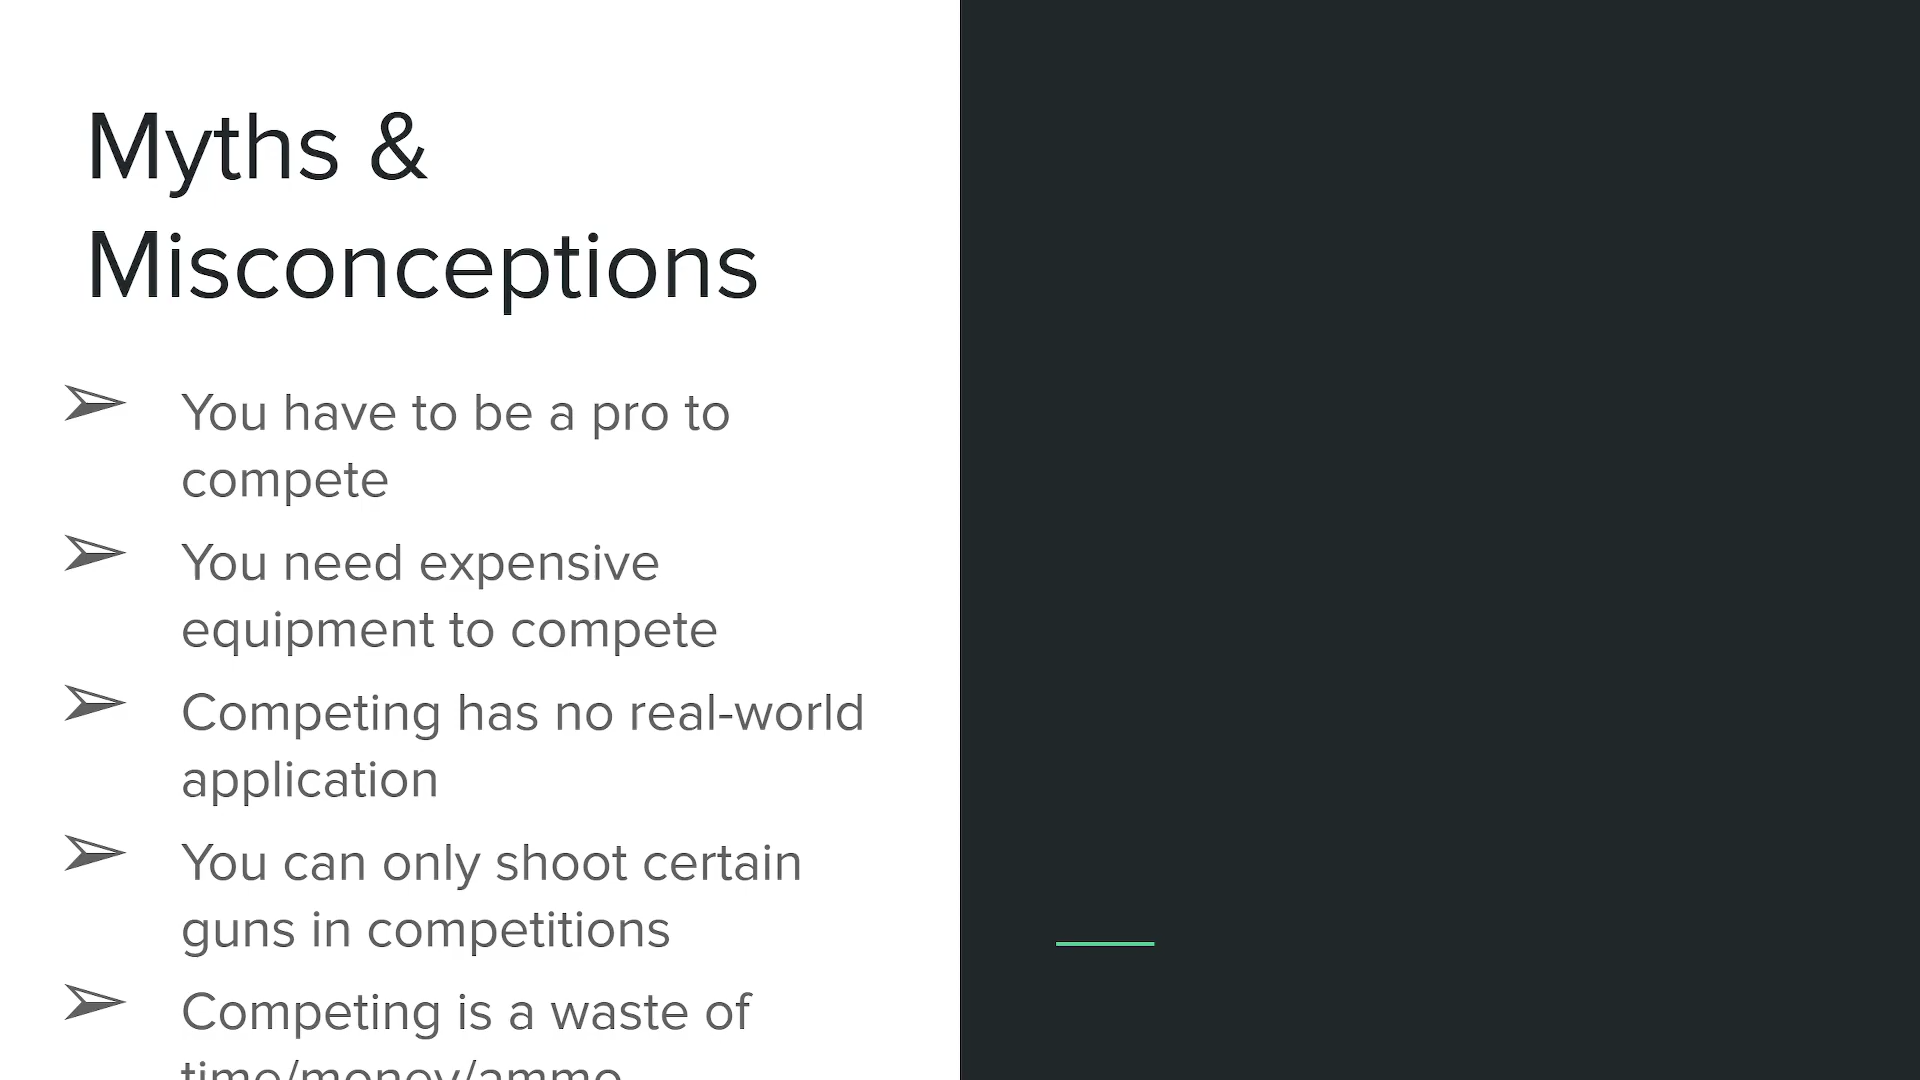 Myths &
Misconceptions
➢ You have to be a pro to
compete
➢ You need expensive
equipment to compete
➢ Competing has no real-world
application
➢ You can only shoot certain
guns in competitions
➢ Competing is a waste of
time/money/ammo